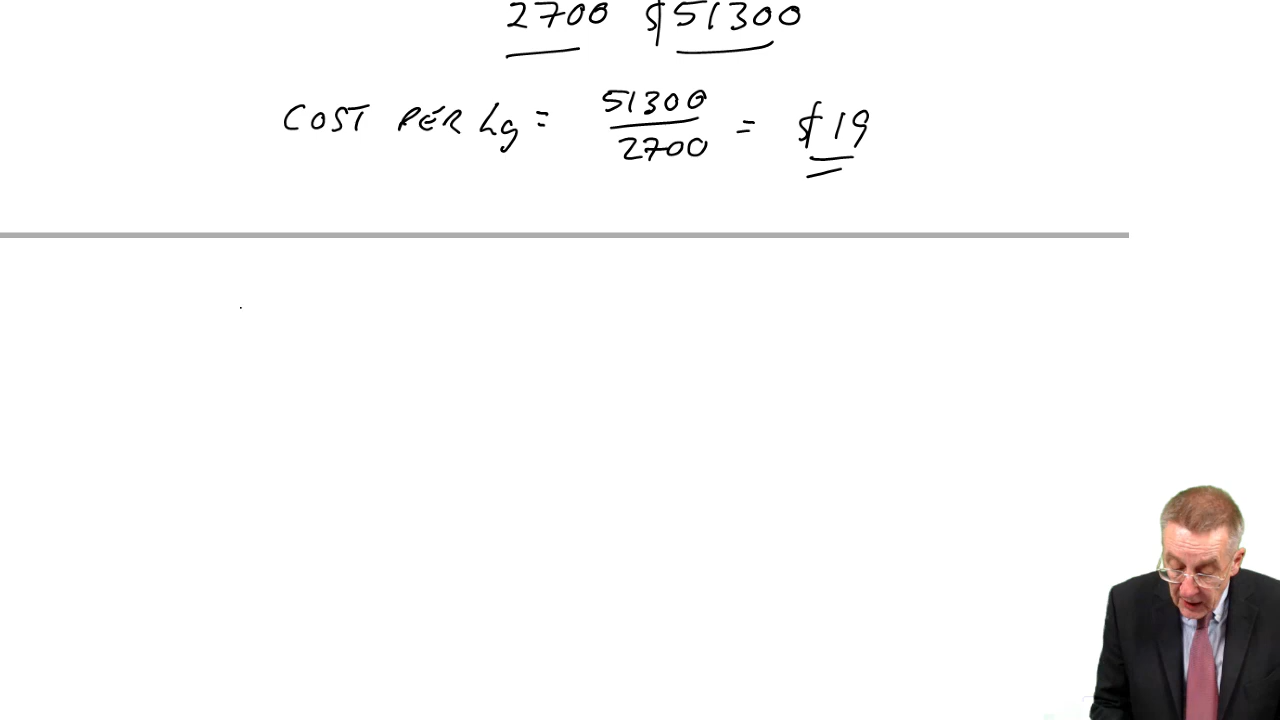 2700 $51300
COST PER kg = 51300 / 2700 = $19